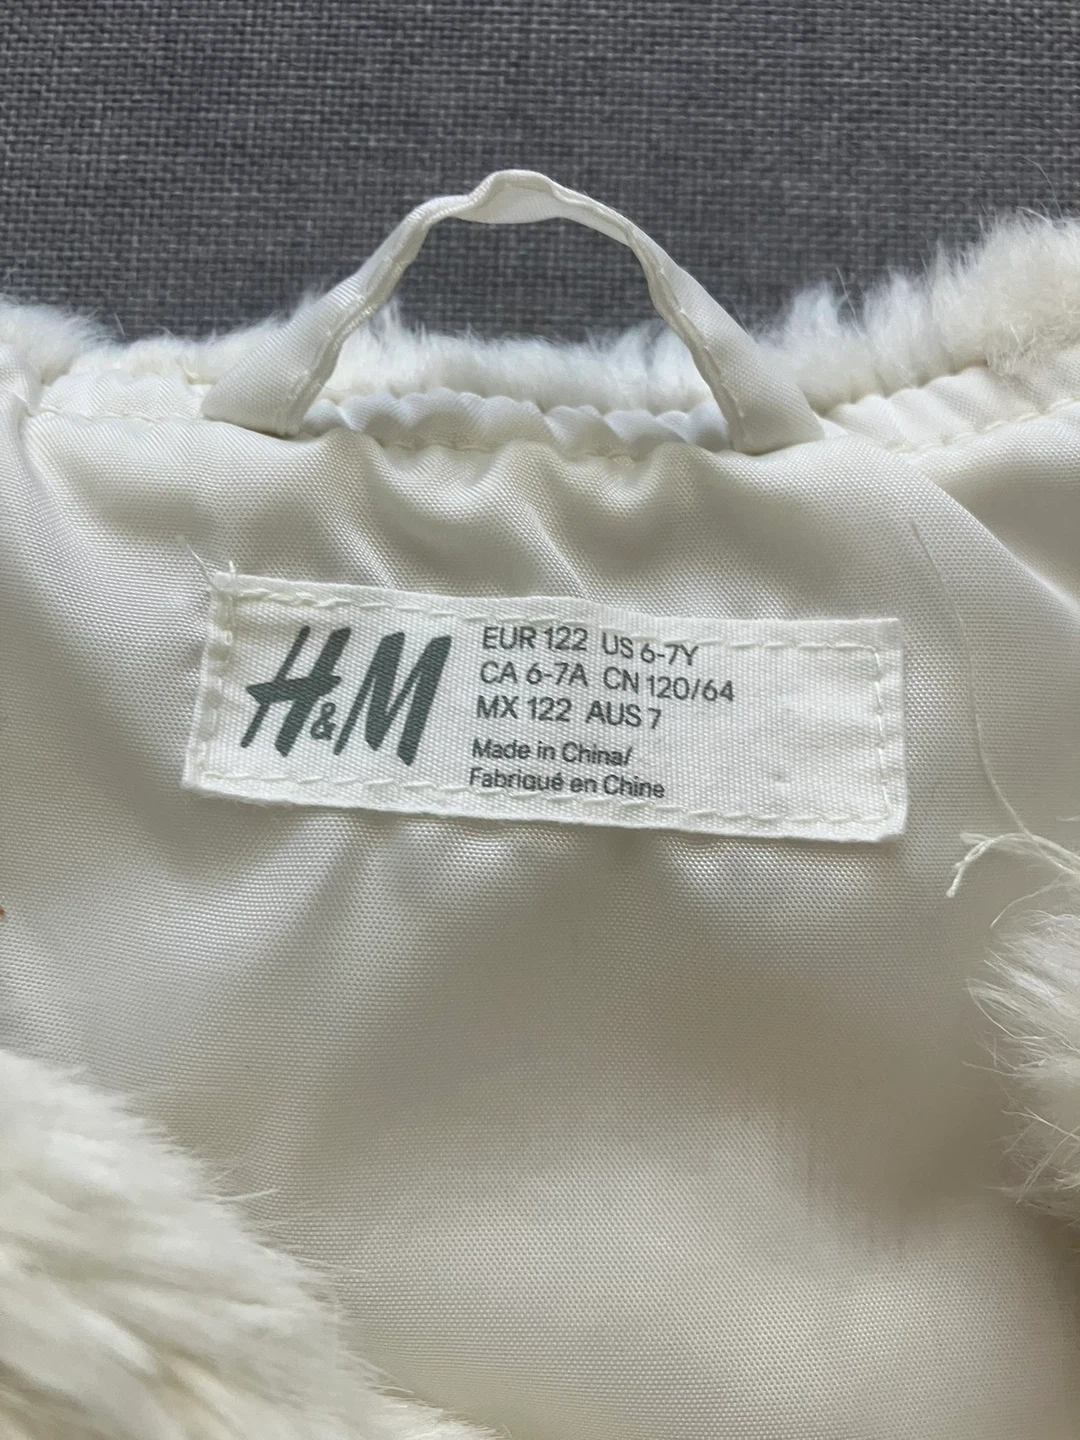 H&M
EUR 122 US 6-7Y
CA 6-7A CN 120/64
MX 122 AUS 7
Made in China/
Fabriqué en Chine